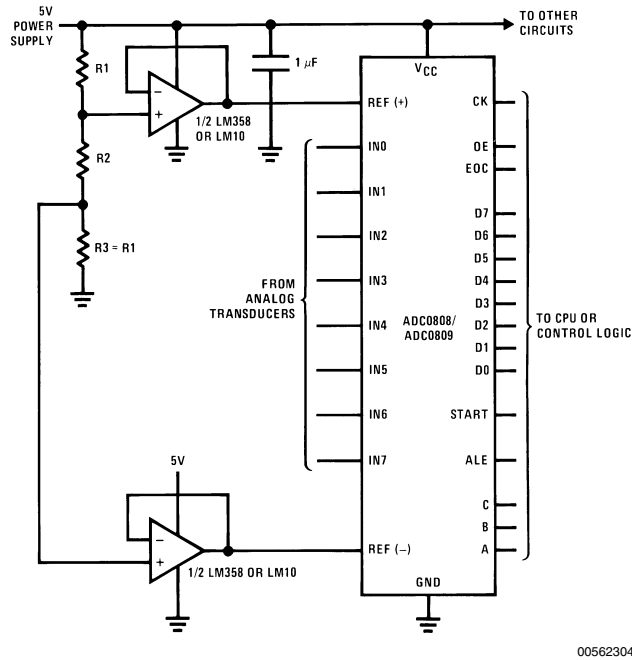 5V
POWER
SUPPLY
TO OTHER
CIRCUITS
R1
−
+
1/2 LM358
OR LM10
1 μF
R2
R3 = R1
VCC
REF (+)
CK
IN0
OE
EOC
IN1
D7
IN2
D6
D5
IN3
D4
D3
FROM
ANALOG
TRANSDUCERS
ADC0808/
ADC0809
IN4
D2
TO CPU OR
CONTROL LOGIC
D1
IN5
D0
IN6
START
IN7
ALE
5V
C
B
−
+
1/2 LM358 OR LM10
REF (−)
A
GND
00562304